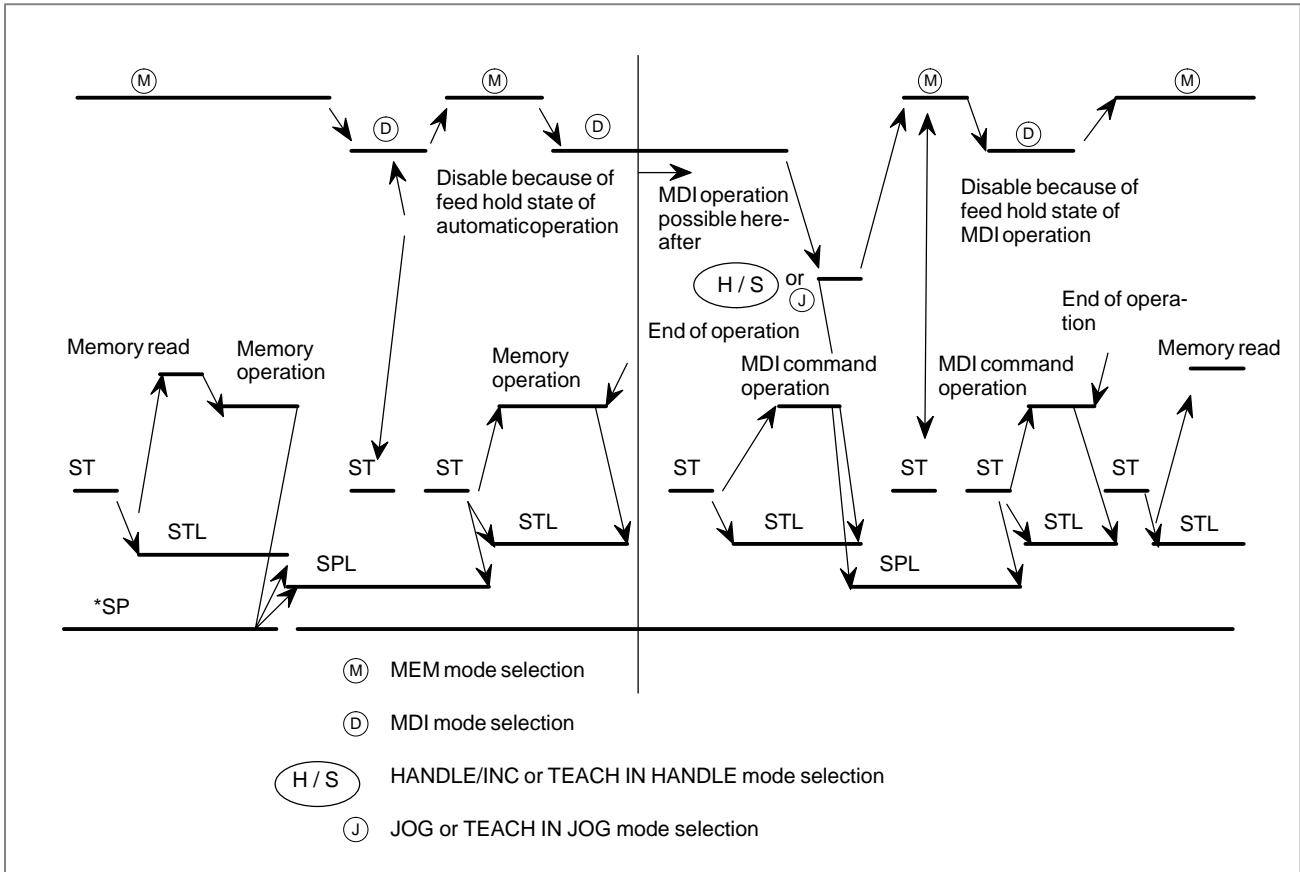 M
M
M
M
D
D
D
Disable because of
feed hold state of
automaticoperation
MDI operation
possible here-
after
Disable because of
feed hold state of
MDI operation
H / S
or
J
End of operation
End of opera-
tion
Memory read
Memory
operation
Memory
operation
MDI command
operation
MDI command
operation
Memory read
ST
ST
ST
ST
ST
ST
ST
STL
STL
STL
STL
STL
SPL
SPL
*SP
M MEM mode selection
D MDI mode selection
H / S HANDLE/INC or TEACH IN HANDLE mode selection
J JOG or TEACH IN JOG mode selection